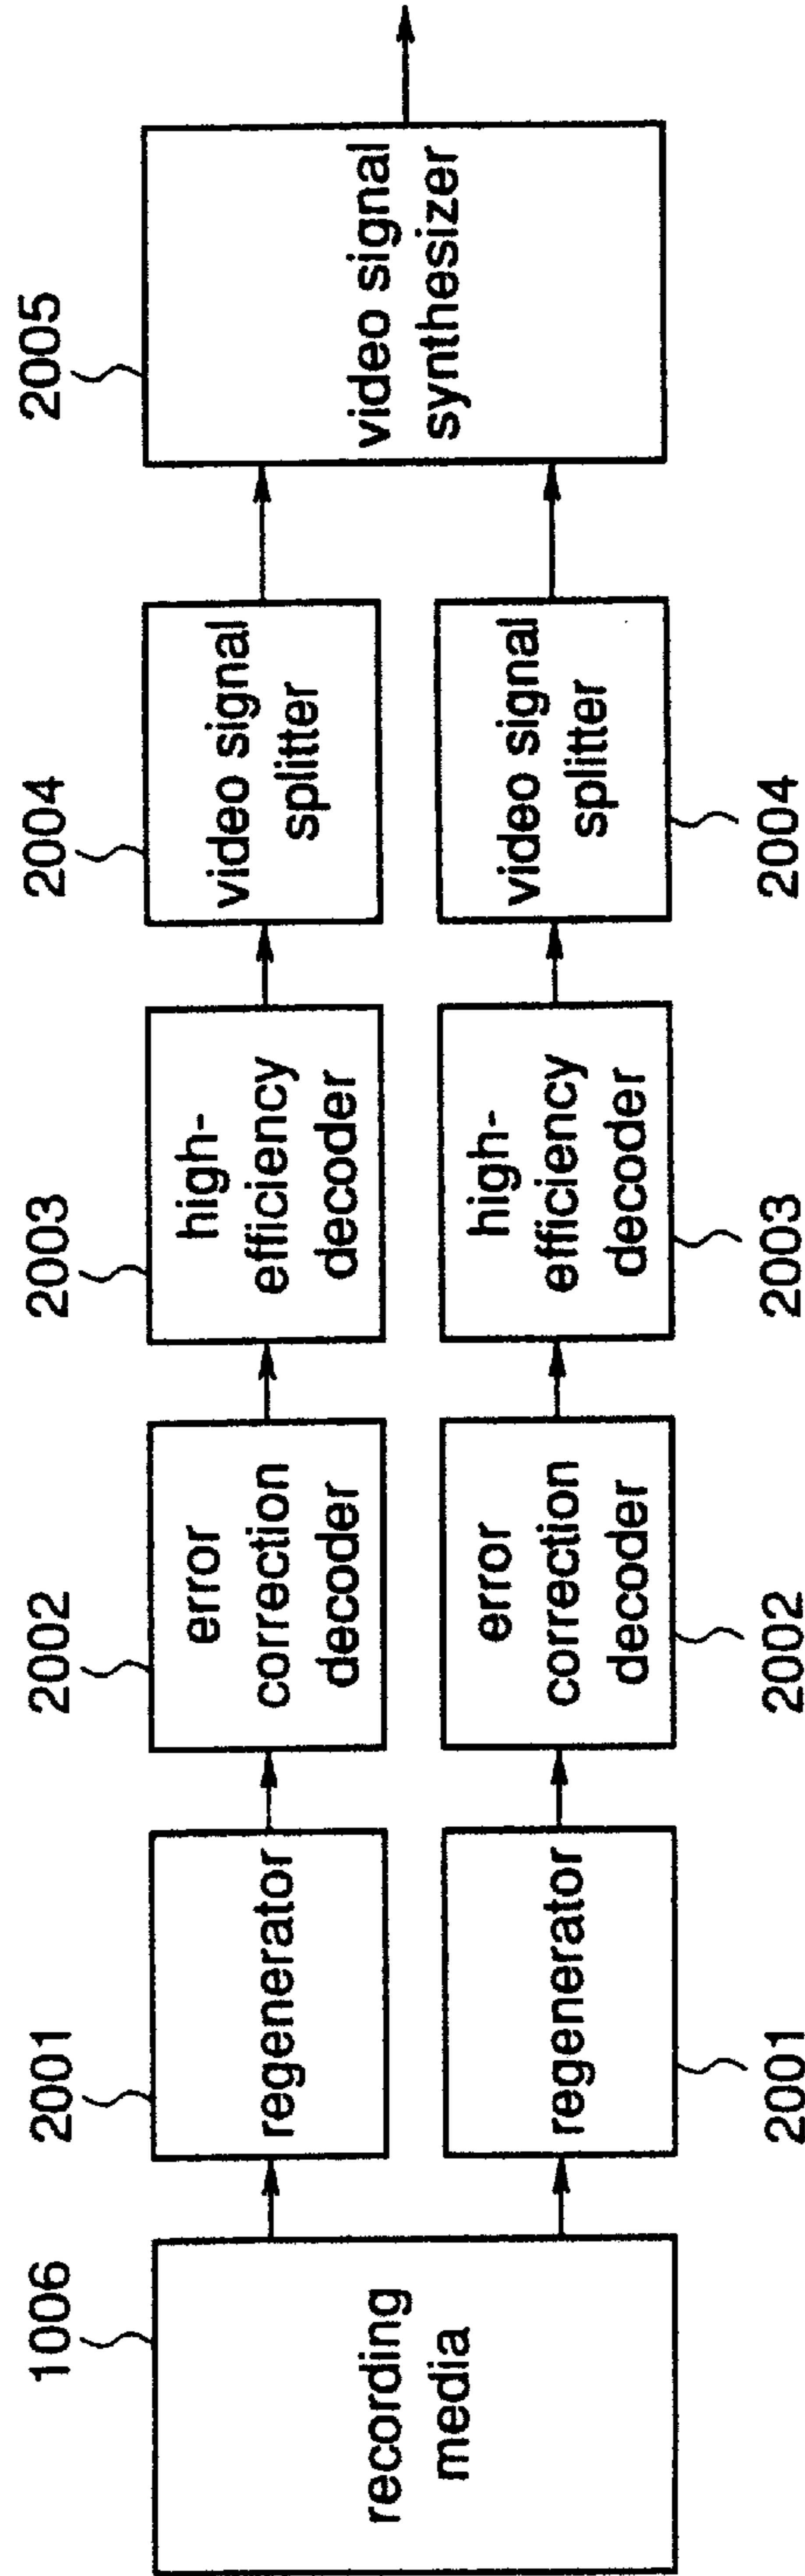 1006
recording
media
2001
regenerator
2002
error
correction
decoder
2003
high-
efficiency
decoder
2004
video signal
splitter
2005
video signal
synthesizer
regenerator
2001
error
correction
decoder
2002
high-
efficiency
decoder
2003
video signal
splitter
2004